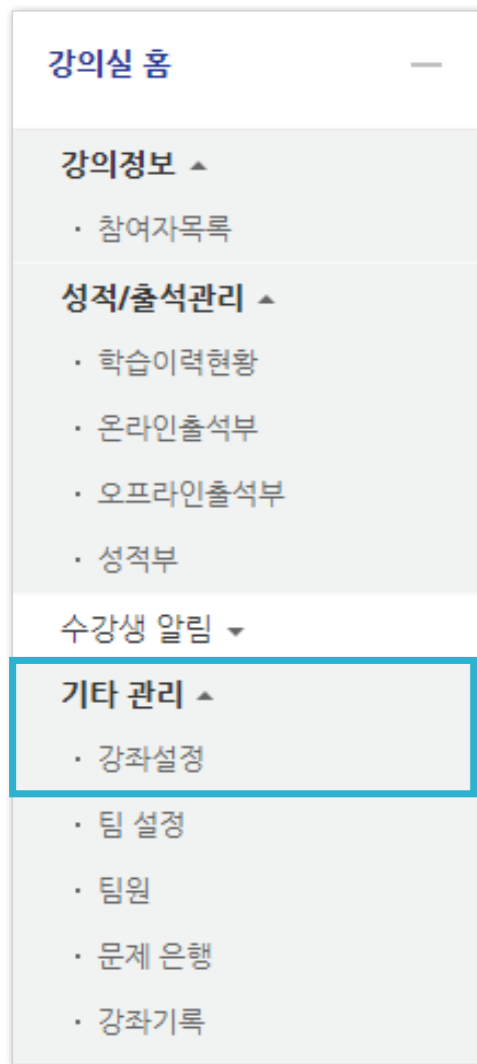 강의실 홈
강의정보
· 참여자목록
성적/출석관리
· 학습이력현황
· 온라인출석부
· 오프라인출석부
· 성적부
수강생 알림
기타 관리
· 강좌설정
· 팀 설정
· 팀원
· 문제 은행
· 강좌기록